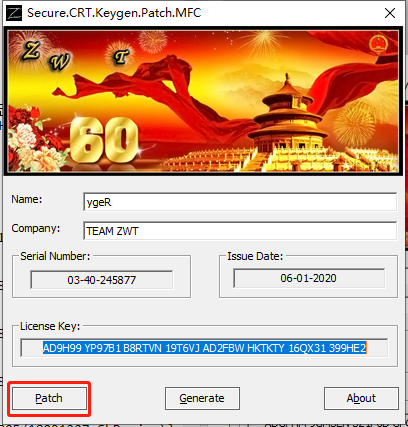 Secure.CRT.Keygen.Patch.MFC
Z W T
60
Name:
ygeR
Company:
TEAM ZWT
Serial Number:
03-40-245877
Issue Date:
06-01-2020
License Key:
AD9H99 YP97B1 B8RTVN 19T6VJ AD2FBW HKTKTY 16QX31 399HE2
Patch
Generate
About